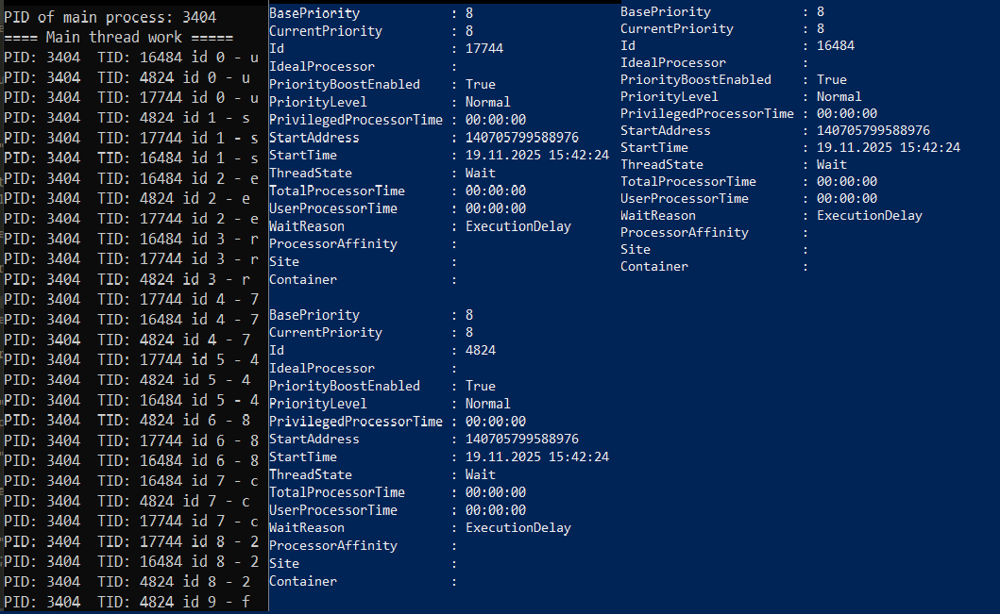 PID of main process: 3404
==== Main thread work =====
PID: 3404  TID: 16484 id 0 - u
PID: 3404  TID: 4824 id 0 - u
PID: 3404  TID: 17744 id 0 - u
PID: 3404  TID: 4824 id 1 - s
PID: 3404  TID: 17744 id 1 - s
PID: 3404  TID: 16484 id 1 - s
PID: 3404  TID: 16484 id 2 - e
PID: 3404  TID: 4824 id 2 - e
PID: 3404  TID: 17744 id 2 - e
PID: 3404  TID: 16484 id 3 - r
PID: 3404  TID: 17744 id 3 - r
PID: 3404  TID: 4824 id 3 - r
PID: 3404  TID: 17744 id 4 - 7
PID: 3404  TID: 16484 id 4 - 7
PID: 3404  TID: 4824 id 4 - 7
PID: 3404  TID: 17744 id 5 - 4
PID: 3404  TID: 4824 id 5 - 4
PID: 3404  TID: 16484 id 5 - 4
PID: 3404  TID: 4824 id 6 - 8
PID: 3404  TID: 17744 id 6 - 8
PID: 3404  TID: 16484 id 6 - 8
PID: 3404  TID: 16484 id 7 - c
PID: 3404  TID: 4824 id 7 - c
PID: 3404  TID: 17744 id 7 - c
PID: 3404  TID: 17744 id 8 - 2
PID: 3404  TID: 16484 id 8 - 2
PID: 3404  TID: 4824 id 8 - 2
PID: 3404  TID: 4824 id 9 - f
BasePriority : 8
CurrentPriority : 8
Id : 17744
IdealProcessor :
PriorityBoostEnabled : True
PriorityLevel : Normal
PrivilegedProcessorTime : 00:00:00
StartAddress : 140705799588976
StartTime : 19.11.2025 15:42:24
ThreadState : Wait
TotalProcessorTime : 00:00:00
UserProcessorTime : 00:00:00
WaitReason : ExecutionDelay
ProcessorAffinity :
Site :
Container :
BasePriority : 8
CurrentPriority : 8
Id : 4824
IdealProcessor :
PriorityBoostEnabled : True
PriorityLevel : Normal
PrivilegedProcessorTime : 00:00:00
StartAddress : 140705799588976
StartTime : 19.11.2025 15:42:24
ThreadState : Wait
TotalProcessorTime : 00:00:00
UserProcessorTime : 00:00:00
WaitReason : ExecutionDelay
ProcessorAffinity :
Site :
Container :
BasePriority : 8
CurrentPriority : 8
Id : 16484
IdealProcessor :
PriorityBoostEnabled : True
PriorityLevel : Normal
PrivilegedProcessorTime : 00:00:00
StartAddress : 140705799588976
StartTime : 19.11.2025 15:42:24
ThreadState : Wait
TotalProcessorTime : 00:00:00
UserProcessorTime : 00:00:00
WaitReason : ExecutionDelay
ProcessorAffinity :
Site :
Container :